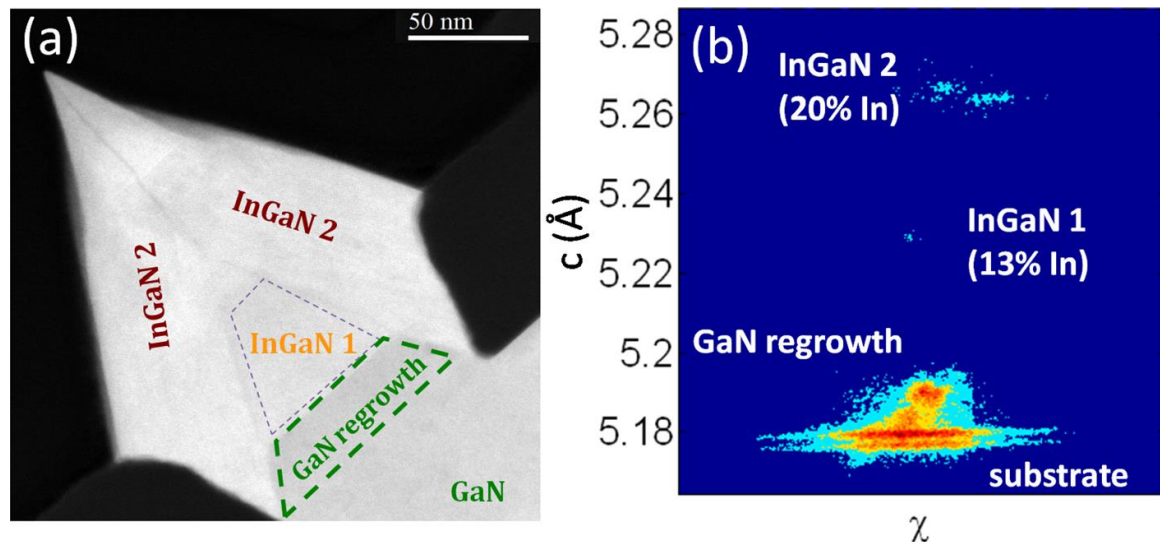 (a)
50 nm
InGaN 2
InGaN 2
InGaN 1
GaN regrowth
GaN
(b)
5.28
5.26
5.24
5.22
5.2
5.18
c (Å)
InGaN 2
(20% In)
InGaN 1
(13% In)
GaN regrowth
substrate
χ